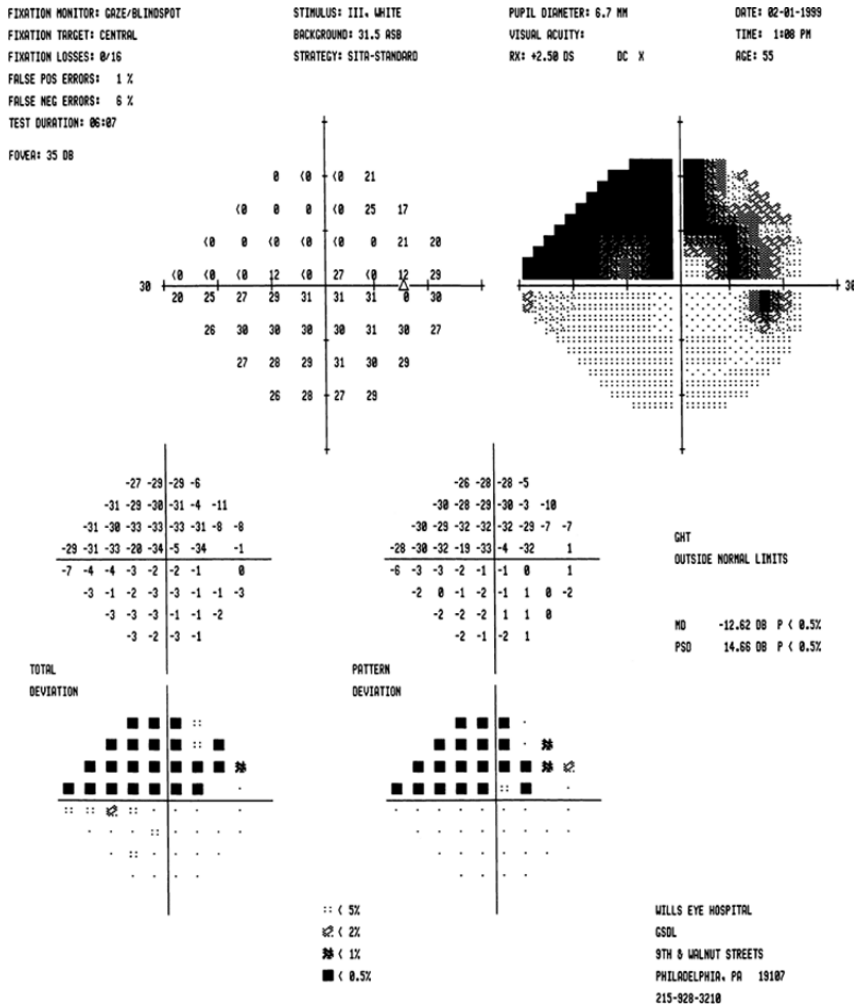 FIXATION MONITOR: GAZE/BLINDSPOT STIMULUS: III, WHITE PUPIL DIAMETER: 6.7 MM DATE: 02-01-1999
FIXATION TARGET: CENTRAL BACKGROUND: 31.5 ASB VISUAL ACUITY: TIME: 1:08 PM
FIXATION LOSSES: 0/16 STRATEGY: SITA-STANDARD RX: +2.50 DS DC X AGE: 55
FALSE POS ERRORS: 1 %
FALSE NEG ERRORS: 6 %
TEST DURATION: 06:07
FOVEA: 35 DB
0 <0 <0 21
<0 0 0 <0 25 17
<0 0 <0 <0 0 0 21 20
<0 <0 <0 12 <0 27 <0 12 29
30 30
20 25 27 29 31 31 31 0 30
26 30 30 30 30 31 30 27
27 28 29 31 30 29
26 28 27 29
-27 -29 -29 -6
-31 -29 -30 -31 -4 -11
-31 -30 -33 -33 -33 -31 -8 -8
-29 -31 -33 -20 -34 -5 -34 -1
-7 -4 -4 -3 -2 -2 -1 0
-3 -1 -2 -3 -3 -1 -1 -3
-3 -3 -3 -1 -1 -2
-3 -2 -3 -1
TOTAL
DEVIATION
-26 -28 -28 -5
-30 -28 -29 -30 -3 -10
-30 -29 -32 -32 -32 -29 -7 -7
-28 -30 -32 -19 -33 -4 -32 1
-6 -3 -3 -2 -1 -1 0 1
-2 0 -1 -2 -1 1 0 -2
-2 -2 -2 1 1 0
-2 -1 -2 1
PATTERN
DEVIATION
GHT
OUTSIDE NORMAL LIMITS
MD -12.62 DB P < 0.5%
PSD 14.66 DB P < 0.5%
< 5%
< 2%
< 1%
< 0.5%
WILLS EYE HOSPITAL
GSDL
9TH & WALNUT STREETS
PHILADELPHIA, PA 19107
215-928-3210